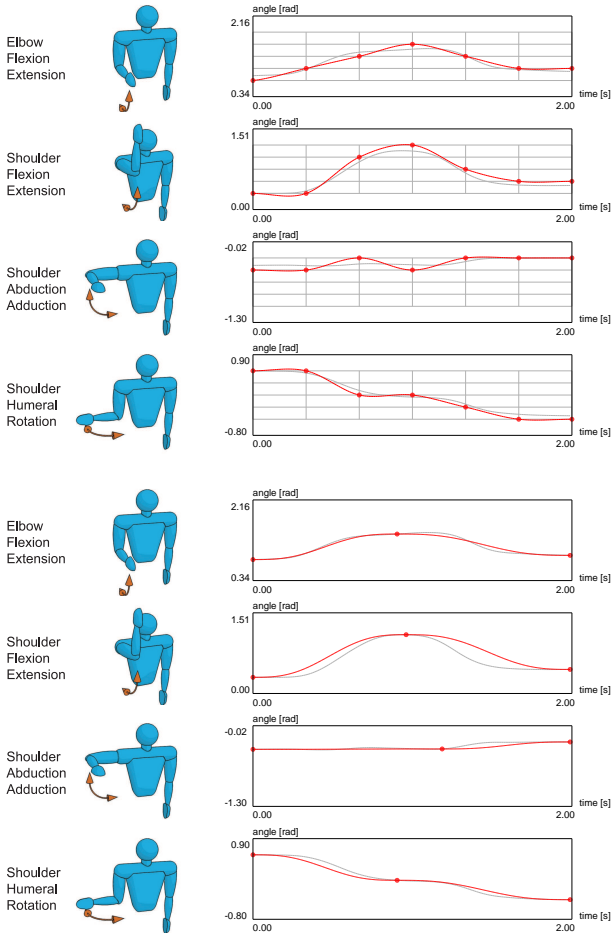 angle [rad]
2.16
Elbow
Flexion
Extension
0.34
time [s]
0.00
2.00
angle [rad]
1.51
Shoulder
Flexion
Extension
0.00
time [s]
0.00
2.00
angle [rad]
-0.02
Shoulder
Abduction
Adduction
-1.30
time [s]
0.00
2.00
angle [rad]
0.90
Shoulder
Humeral
Rotation
-0.80
time [s]
0.00
2.00
angle [rad]
2.16
Elbow
Flexion
Extension
0.34
time [s]
0.00
2.00
angle [rad]
1.51
Shoulder
Flexion
Extension
0.00
time [s]
0.00
2.00
angle [rad]
-0.02
Shoulder
Abduction
Adduction
-1.30
time [s]
0.00
2.00
angle [rad]
0.90
Shoulder
Humeral
Rotation
-0.80
time [s]
0.00
2.00